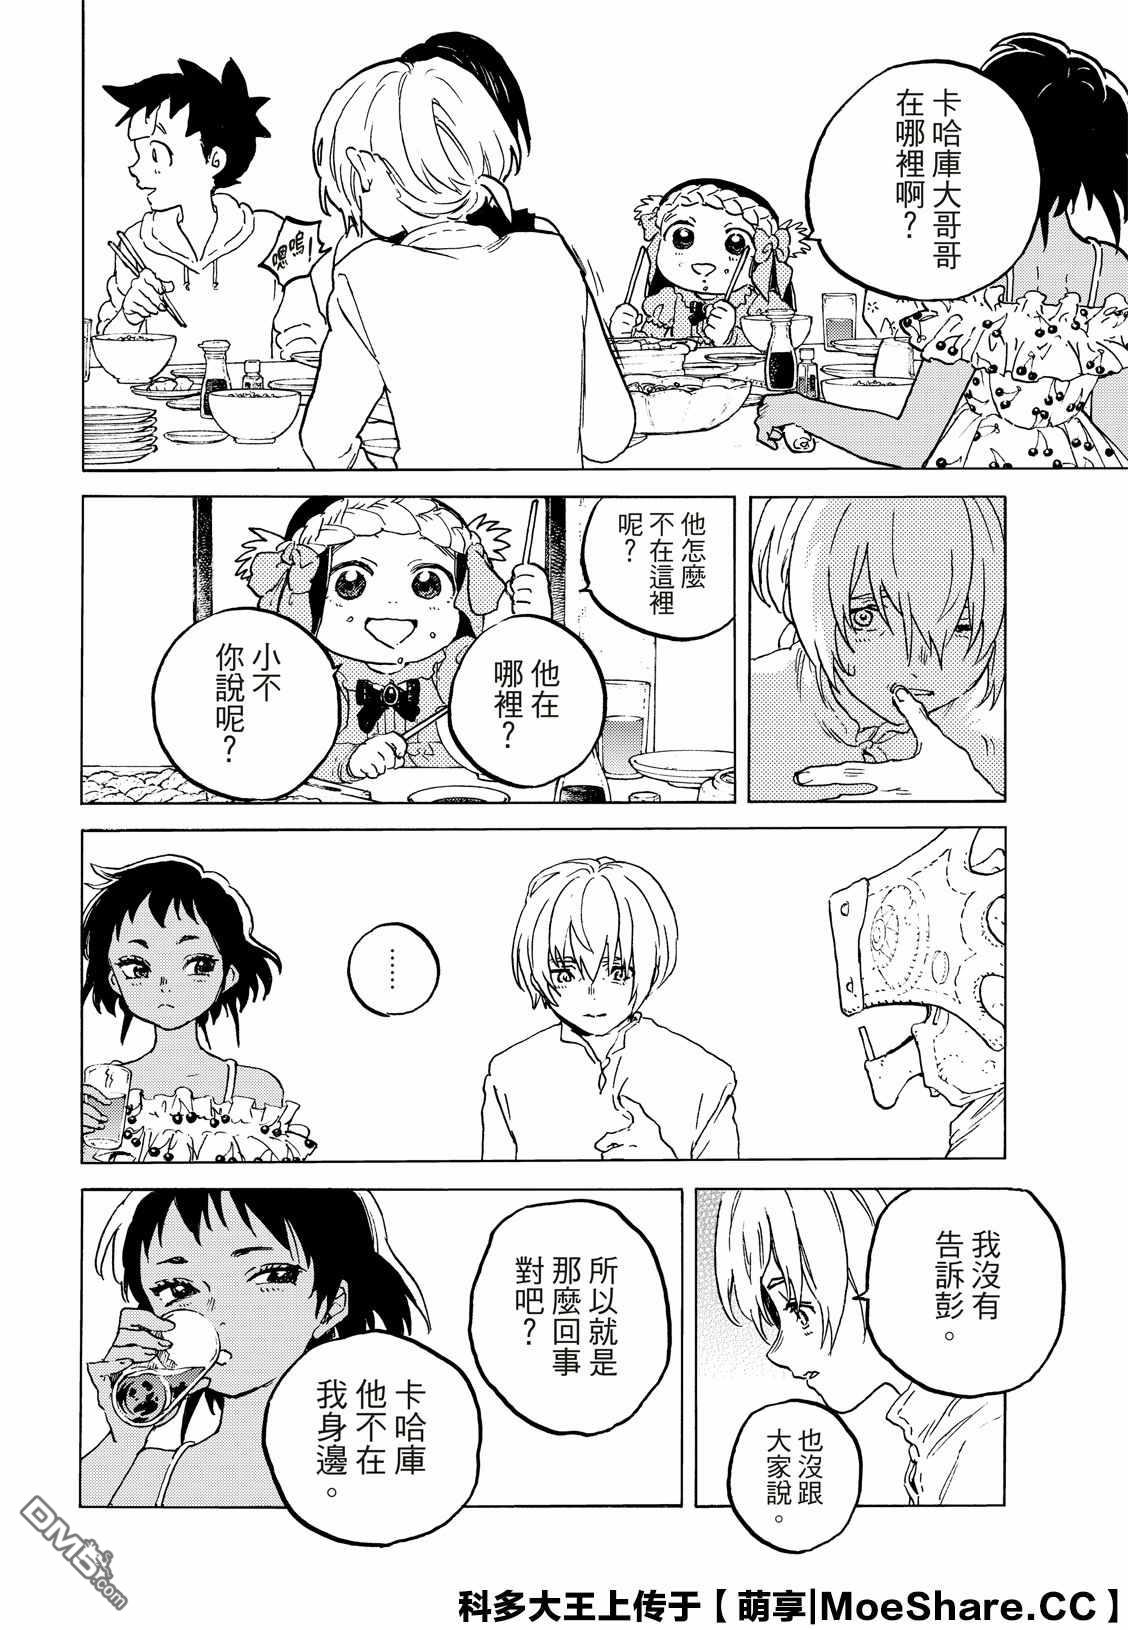 卡哈庫大哥哥
在哪裡啊？
嗯嗚！
他怎麼
不在這裡
呢？
他在
哪裡？
小不
你說呢？
……
我沒有
告訴彭。
也沒跟
大家說。
所以就是
那麼回事
對吧？
卡哈庫
他不在
我身邊。
DM5.com
科多大王上传于【萌享|MoeShare.CC】